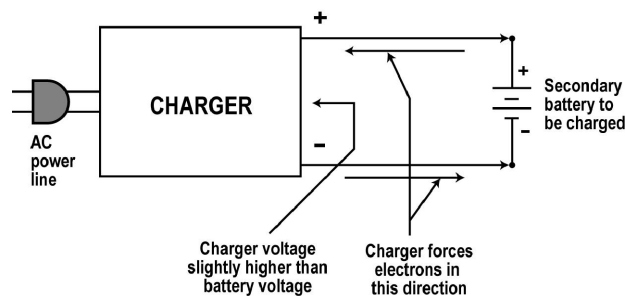 +
CHARGER
AC
power
line
-
+
-
Secondary
battery to
be charged
Charger voltage
slightly higher than
battery voltage
Charger forces
electrons in
this direction